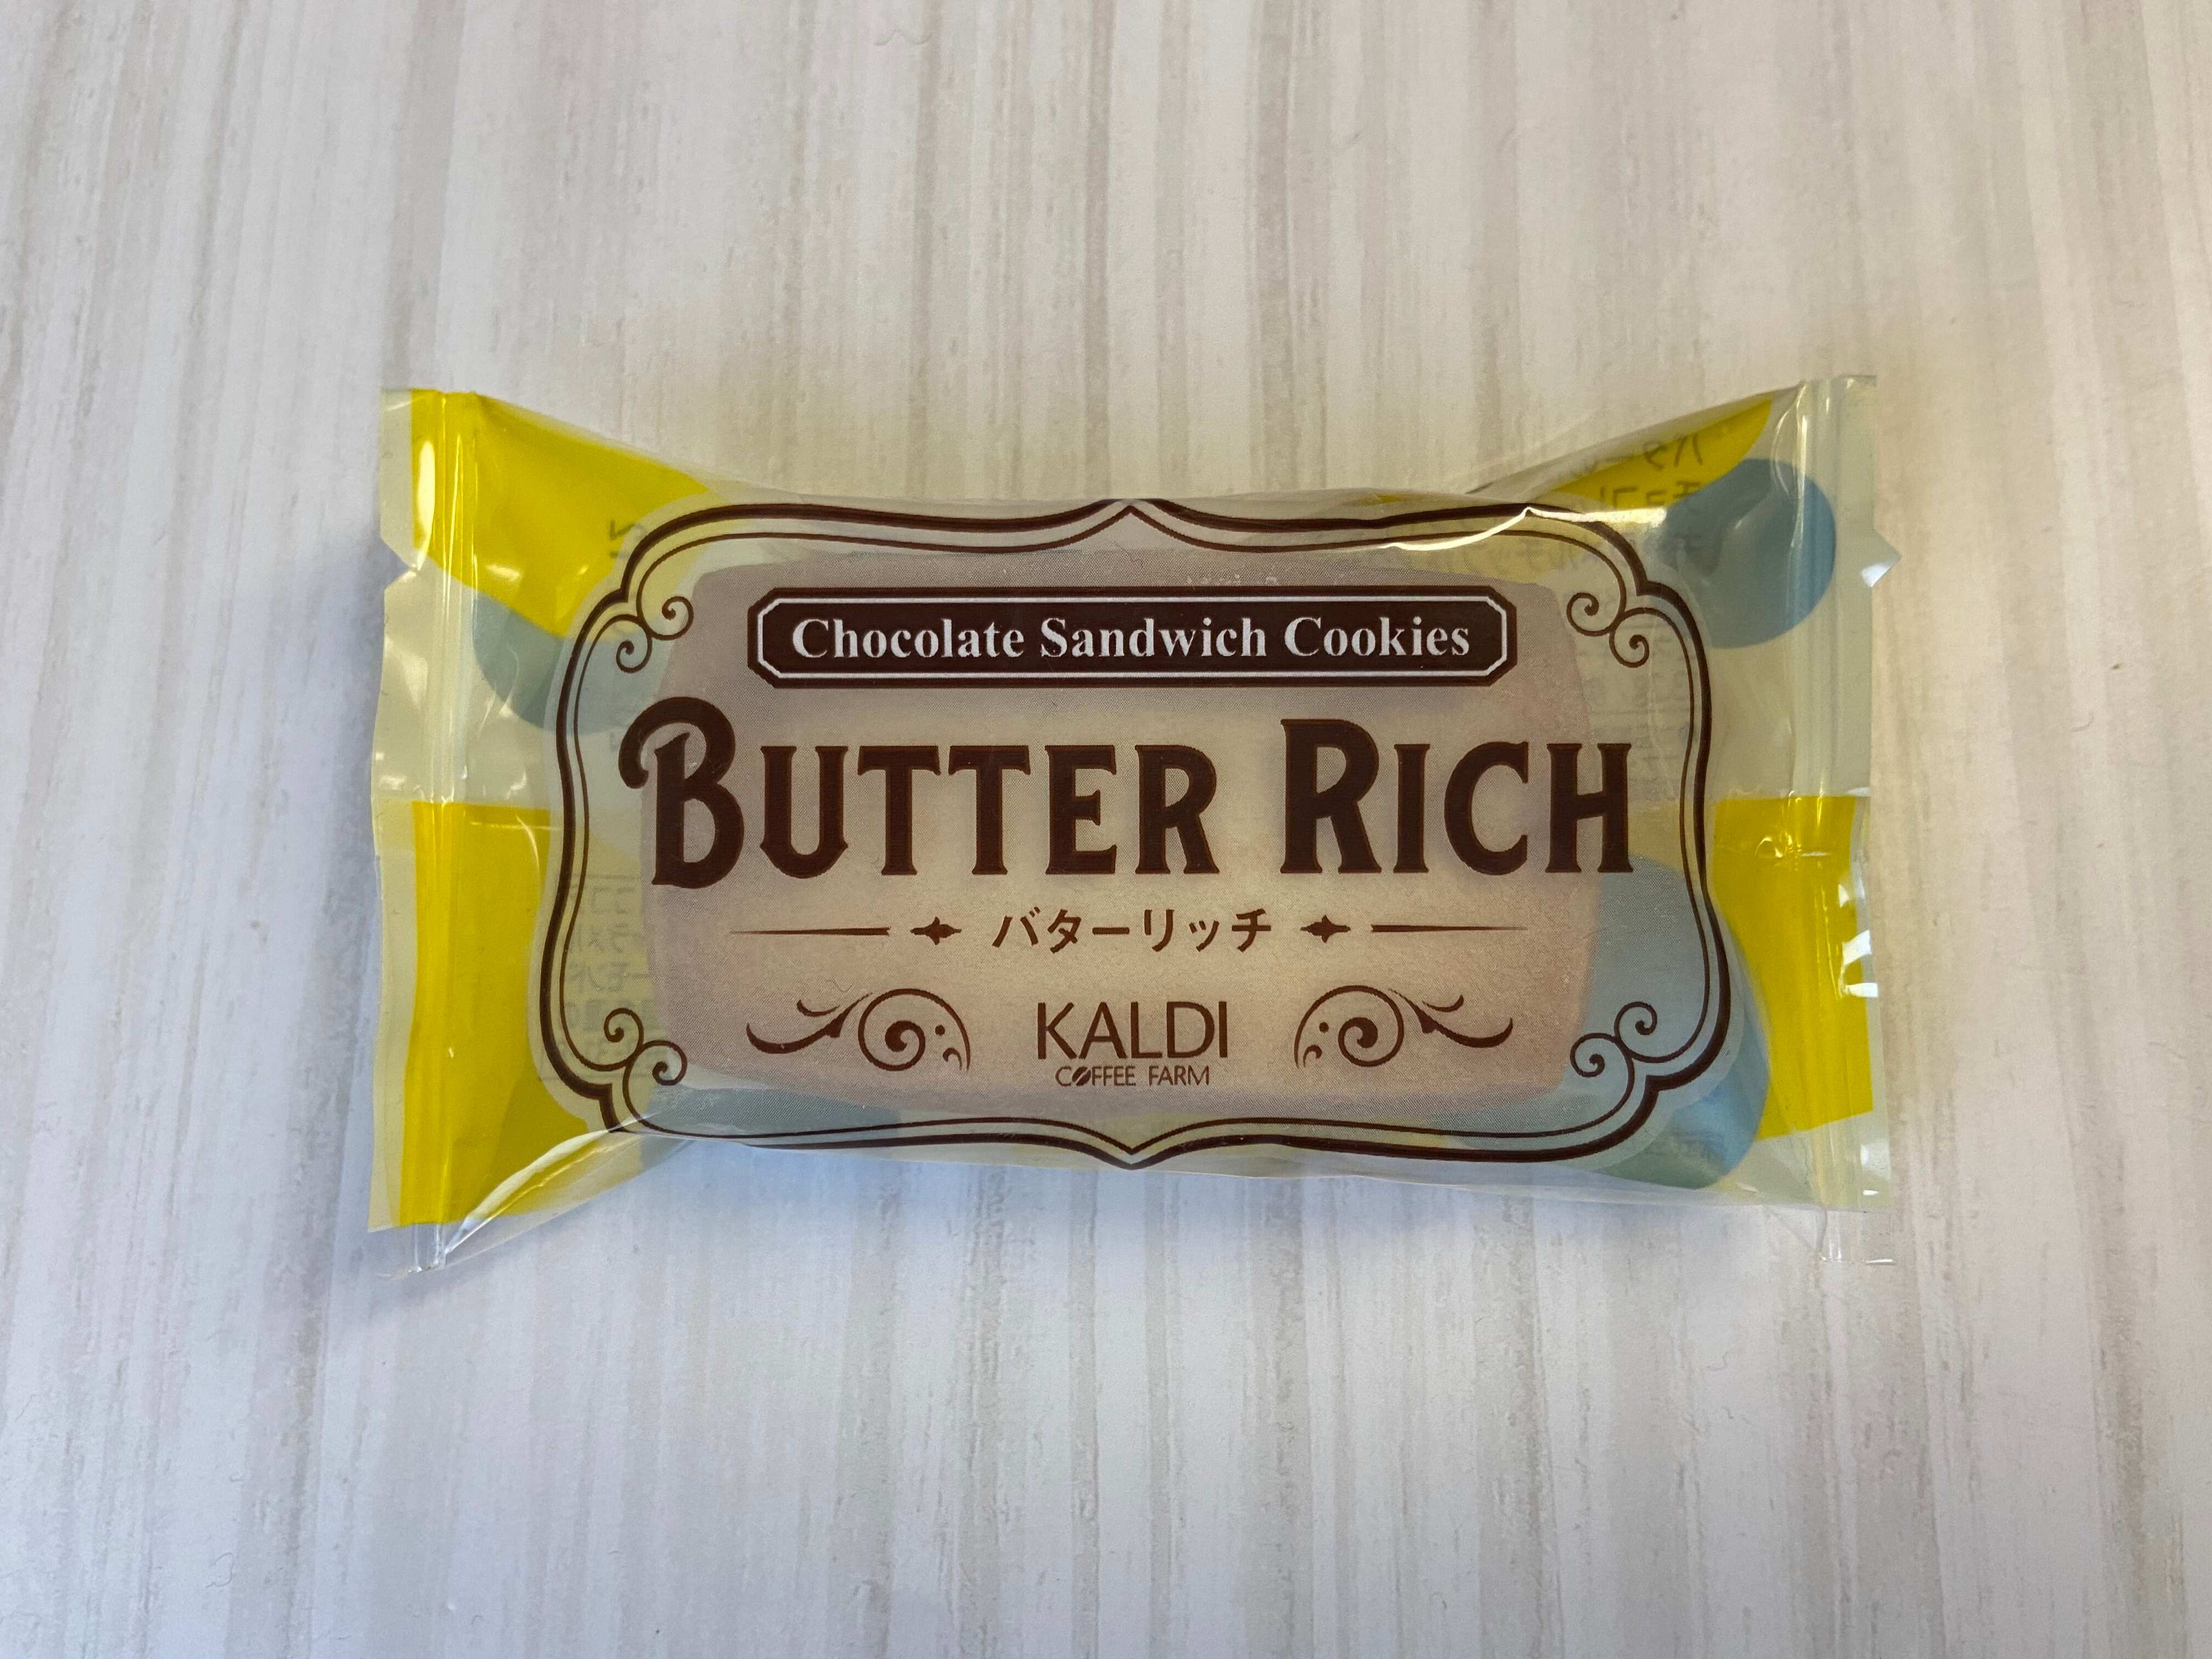 Chocolate Sandwich Cookies
BUTTER RICH
バターリッチ
KALDI
COFFEE FARM